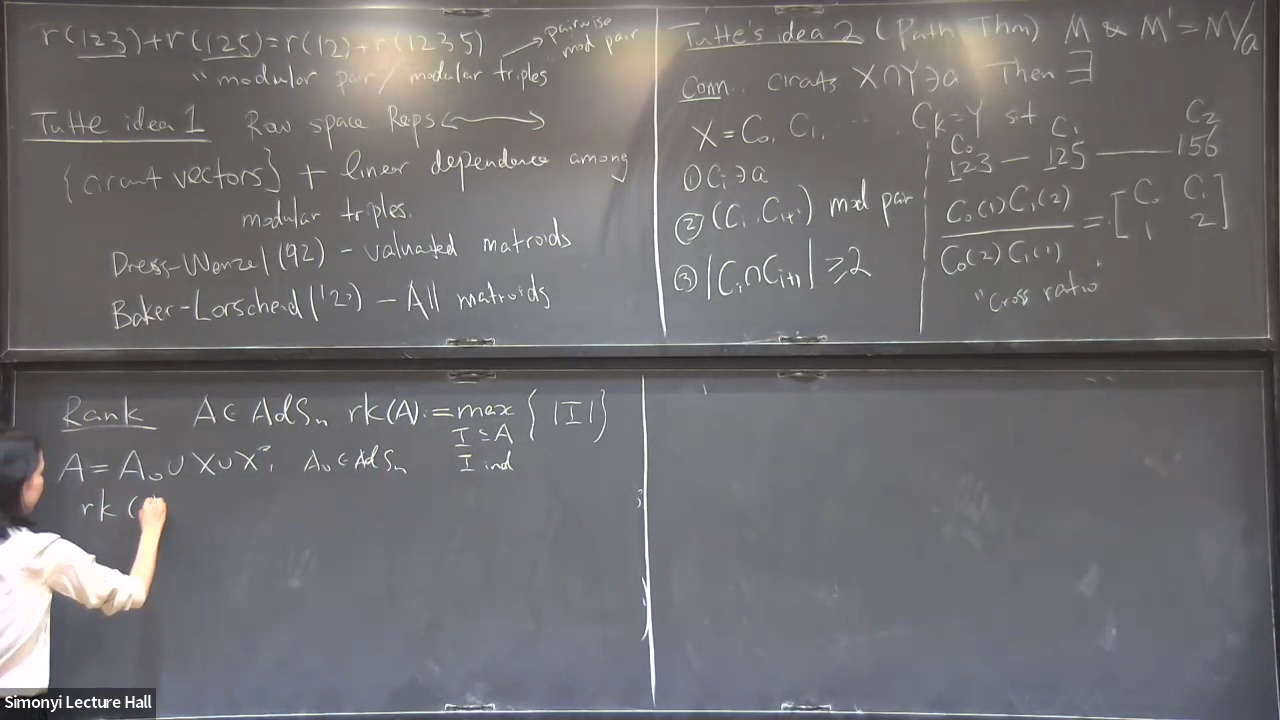 r(123)+r(125)=r(12)+r(1235)
pairwise
mod pair
"modular pair / modular triples"
Tutte idea 1 Row space Reps ⟷
{circuit vectors} + linear dependence among
modular triples.
Dress-Wenzel (92) - valuated matroids
Baker-Lorscheid ('2?) - All matroids
Tutte's idea 2 (Path Thm) M & M' = M/a
Conn.. circuits X∩Y∋a Then ∃
X = C₀, C₁, ... Cₖ=Y s.t
① Cᵢ∋a
② (Cᵢ, Cᵢ₊₁) mod pair
③ |Cᵢ∩Cᵢ₊₁| ≥2
C₀ C₁ C₂
123 — 125 — 156
C₀(1)C₁(2)
C₀(2)C₁(1)
= [C₀ C₁
1 2]
"Cross ratio"
Rank A⊂AdSₙ rk(A) := max { |I| }
I⊆A
I ind
A = A₀ ∪ X∪X*, A₀⊂AdSₙ
rk (
Simonyi Lecture Hall